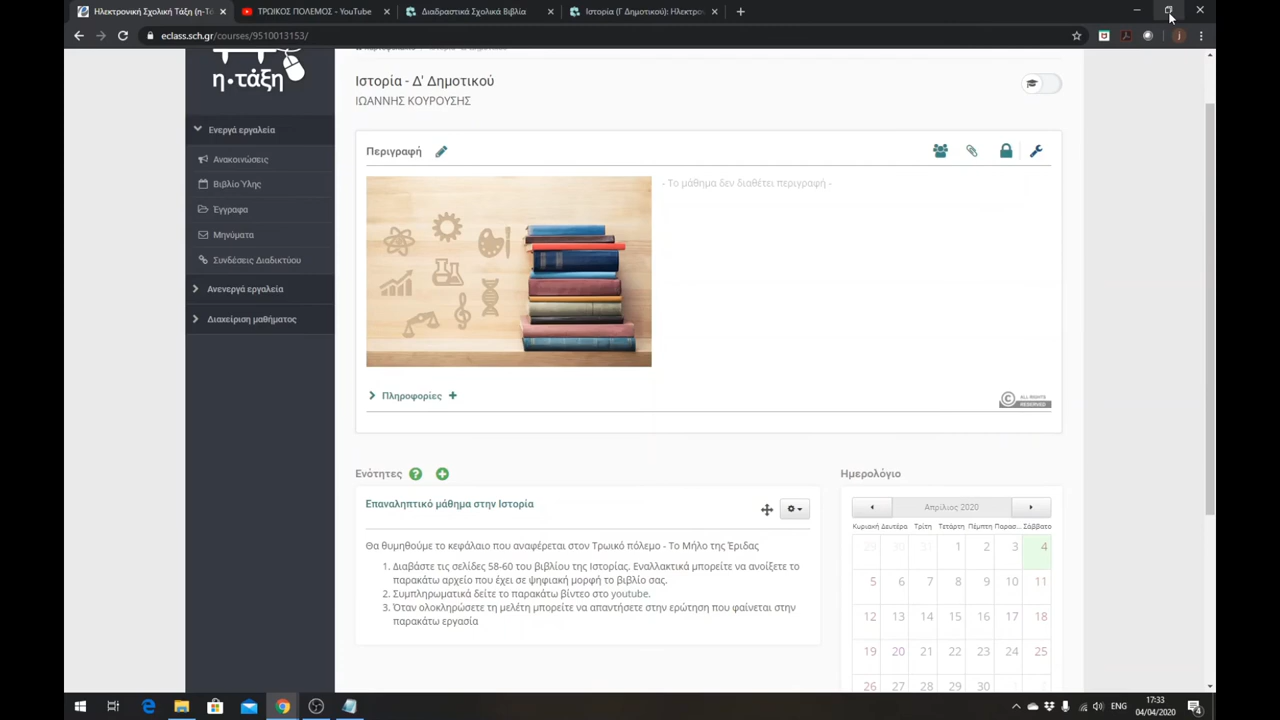 Ηλεκτρονική Σχολική Τάξη (η-Τά
ΤΡΩΙΚΟΣ ΠΟΛΕΜΟΣ - YouTube
Διαδραστικά Σχολικά Βιβλία
Ιστορία (Γ Δημοτικού): Ηλεκτρο
eclass.sch.gr/courses/9510013153/
η·τάξη
Ιστορία - Δ' Δημοτικού
ΙΩΑΝΝΗΣ ΚΟΥΡΟΥΣΗΣ
Ενεργά εργαλεία
Ανακοινώσεις
Βιβλίο Ύλης
Έγγραφα
Μηνύματα
Συνδέσεις Διαδικτύου
Ανενεργά εργαλεία
Διαχείριση μαθήματος
Περιγραφή
- Το μάθημα δεν διαθέτει περιγραφή -
Πληροφορίες
ALL RIGHTS
RESERVED
Ενότητες
Επαναληπτικό μάθημα στην Ιστορία
Θα θυμηθούμε το κεφάλαιο που αναφέρεται στον Τρωικό πόλεμο - Το Μήλο της Έριδας
1. Διαβάστε τις σελίδες 58-60 του βιβλίου της Ιστορίας. Εναλλακτικά μπορείτε να ανοίξετε το
παρακάτω αρχείο που έχει σε ψηφιακή μορφή το βιβλίο σας.
2. Συμπληρωματικά δείτε το παρακάτω βίντεο στο youtube.
3. Όταν ολοκληρώσετε τη μελέτη μπορείτε να απαντήσετε στην ερώτηση που φαίνεται στην
παρακάτω εργασία
Ημερολόγιο
Απρίλιος 2020
Κυριακή Δευτέρα Τρίτη Τετάρτη Πέμπτη Παρασ... Σάββατο
29 30 31 1 2 3 4
5 6 7 8 9 10 11
12 13 14 15 16 17 18
19 20 21 22 23 24 25
26 27 28 29 30
ENG
17:33
04/04/2020